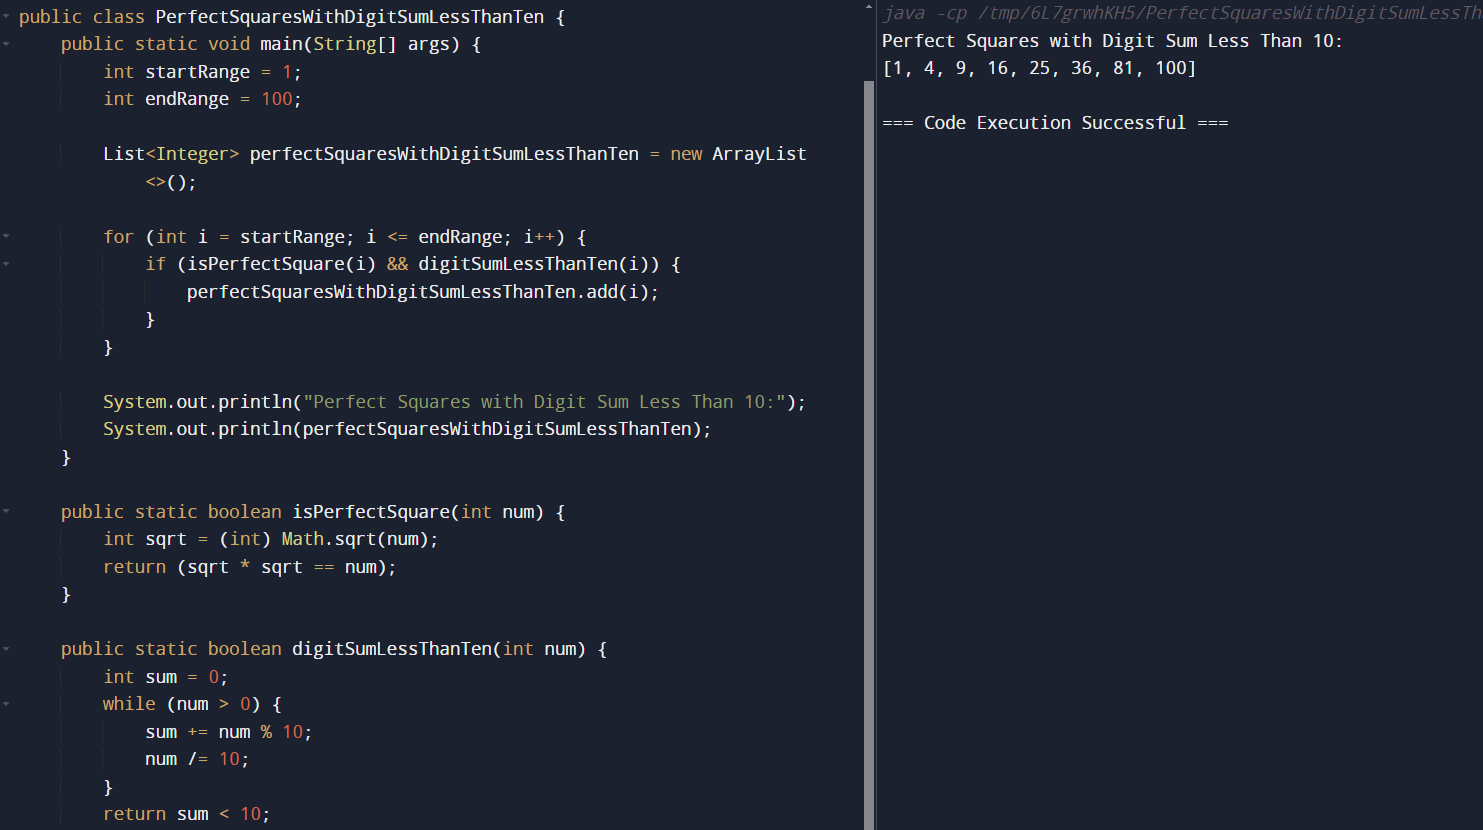 public class PerfectSquaresWithDigitSumLessThanTen {
public static void main(String[] args) {
int startRange = 1;
int endRange = 100;
List<Integer> perfectSquaresWithDigitSumLessThanTen = new ArrayList
<>();
for (int i = startRange; i <= endRange; i++) {
if (isPerfectSquare(i) && digitSumLessThanTen(i)) {
perfectSquaresWithDigitSumLessThanTen.add(i);
}
}
System.out.println("Perfect Squares with Digit Sum Less Than 10:");
System.out.println(perfectSquaresWithDigitSumLessThanTen);
}
public static boolean isPerfectSquare(int num) {
int sqrt = (int) Math.sqrt(num);
return (sqrt * sqrt == num);
}
public static boolean digitSumLessThanTen(int num) {
int sum = 0;
while (num > 0) {
sum += num % 10;
num /= 10;
}
return sum < 10;
java -cp /tmp/6L7grwhKH5/PerfectSquaresWithDigitSumLessTh
Perfect Squares with Digit Sum Less Than 10:
[1, 4, 9, 16, 25, 36, 81, 100]
=== Code Execution Successful ===